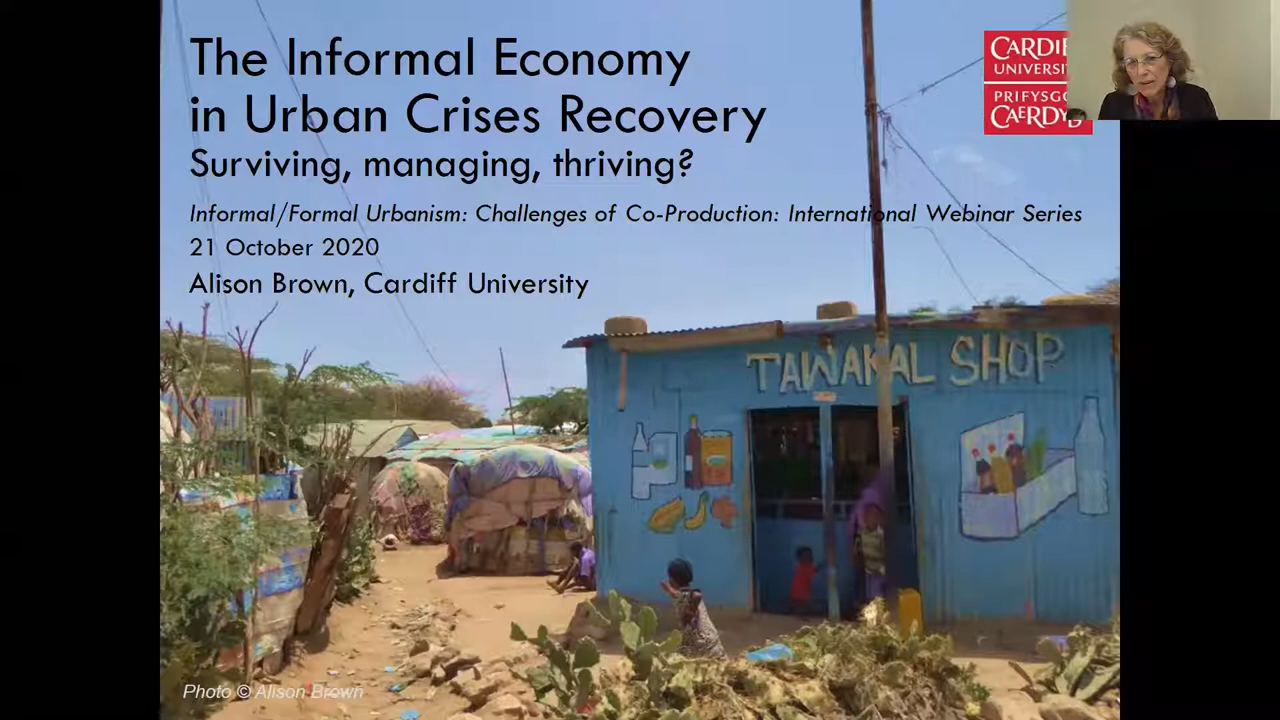 The Informal Economy
in Urban Crises Recovery
Surviving, managing, thriving?
Informal/Formal Urbanism: Challenges of Co-Production: International Webinar Series
21 October 2020
Alison Brown, Cardiff University
TAWAKAL SHOP
Photo © Alison Brown